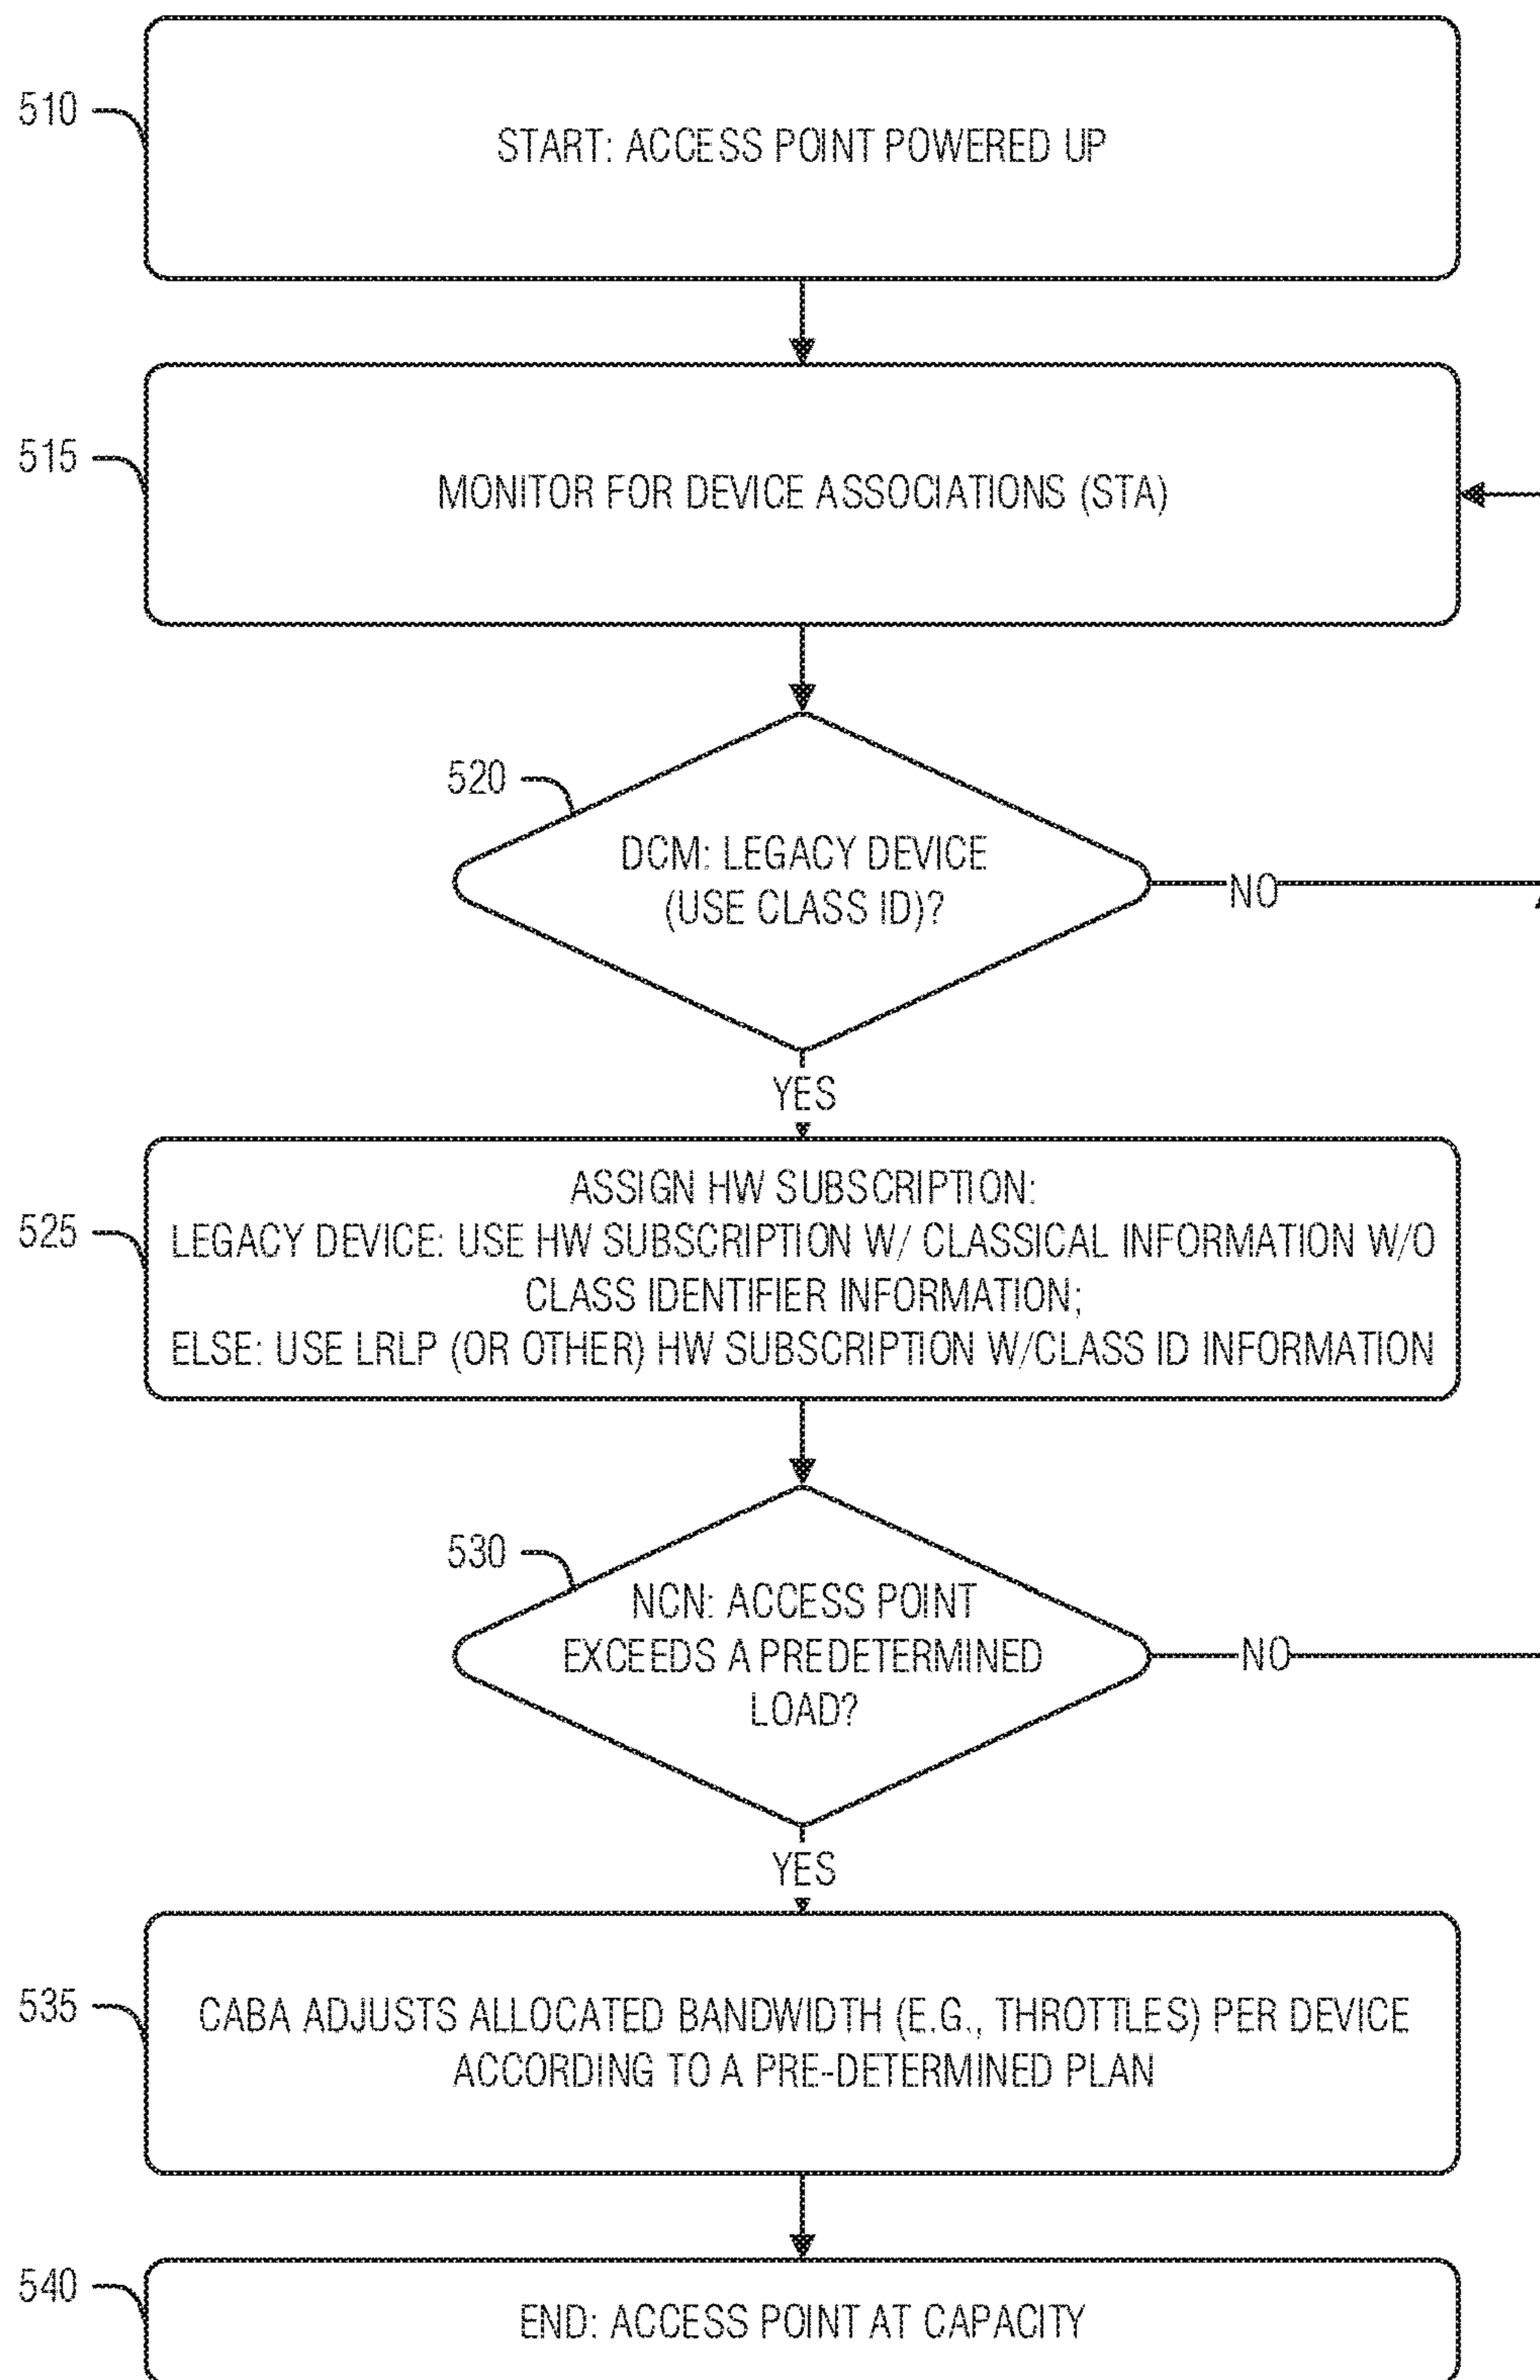 510
START: ACCESS POINT POWERED UP
515
MONITOR FOR DEVICE ASSOCIATIONS (STA)
520
DCM: LEGACY DEVICE
(USE CLASS ID)?
NO
YES
525
ASSIGN HW SUBSCRIPTION:
LEGACY DEVICE: USE HW SUBSCRIPTION W/ CLASSICAL INFORMATION W/O
CLASS IDENTIFIER INFORMATION;
ELSE: USE LRLP (OR OTHER) HW SUBSCRIPTION W/CLASS ID INFORMATION
530
NCN: ACCESS POINT
EXCEEDS A PREDETERMINED
LOAD?
NO
YES
535
CABA ADJUSTS ALLOCATED BANDWIDTH (E.G., THROTTLES) PER DEVICE
ACCORDING TO A PRE-DETERMINED PLAN
540
END: ACCESS POINT AT CAPACITY